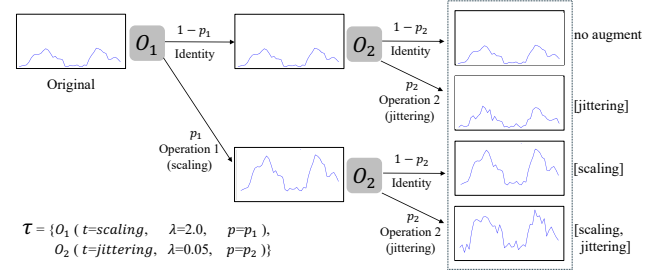 O₁
1 − p₁
Identity
Original
O₂
1 − p₂
Identity
no augment
p₂
Operation 2
(jittering)
[jittering]
p₁
Operation 1
(scaling)
O₂
1 − p₂
Identity
[scaling]
p₂
Operation 2
(jittering)
[scaling,
jittering]
τ = {O₁ ( t=scaling, λ=2.0, p=p₁ ),
O₂ ( t=jittering, λ=0.05, p=p₂ )}